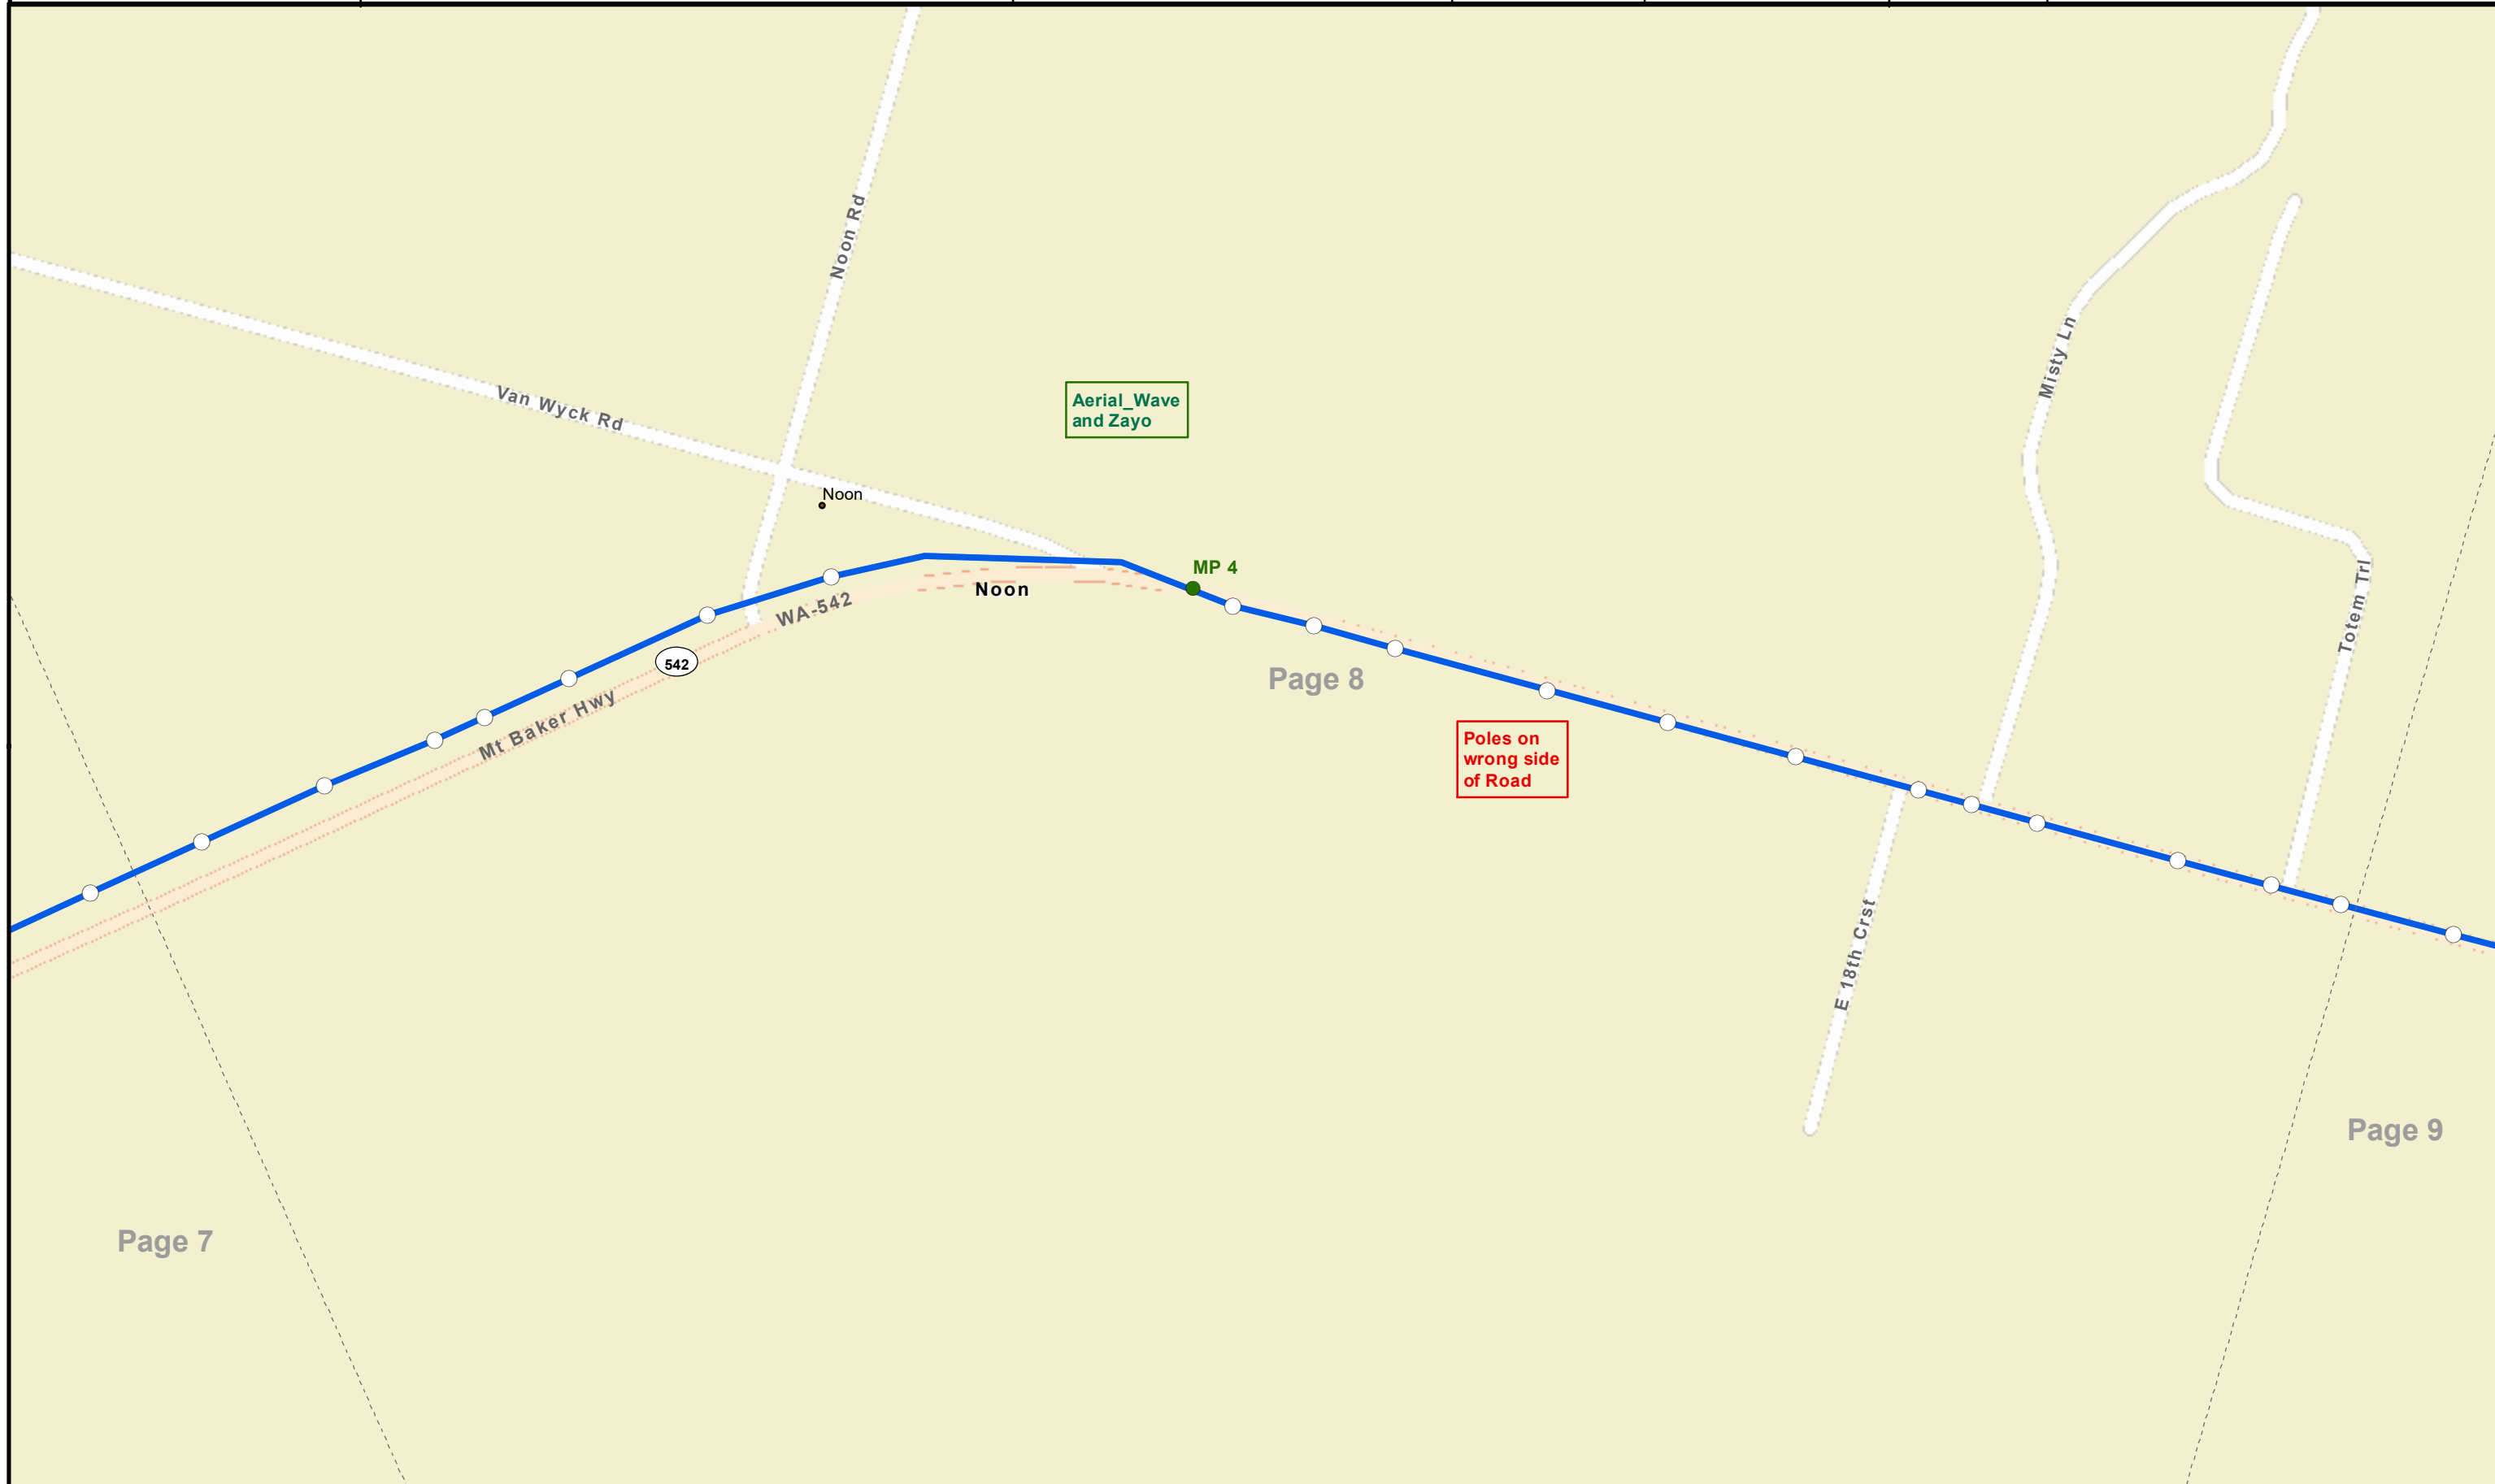 Noon Rd
Misty Ln
Van Wyck Rd
Aerial_Wave
and Zayo
Noon
MP 4
Noon
WA-542
Totem Trl
542
Page 8
Mt Baker Hwy
Poles on
wrong side
of Road
E 18th Crst
Page 9
Page 7